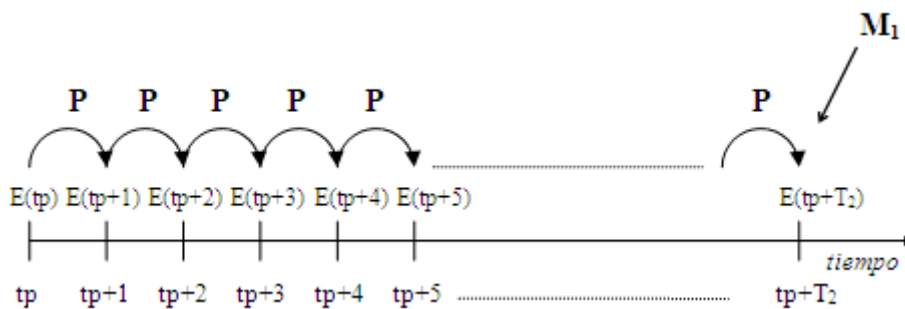 M₁
P P P P P P
E(tp) E(tp+1) E(tp+2) E(tp+3) E(tp+4) E(tp+5) E(tp+T₂)
tiempo
tp tp+1 tp+2 tp+3 tp+4 tp+5 tp+T₂